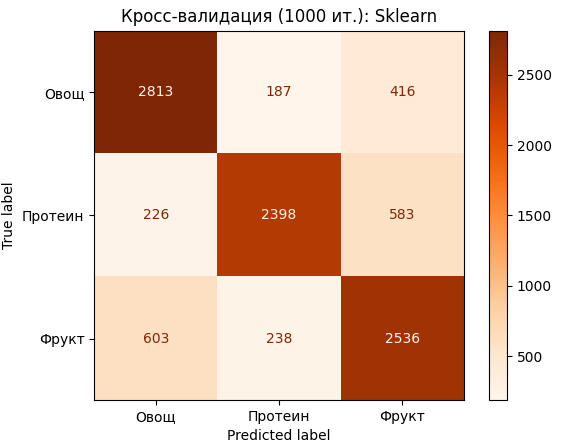 Кросс-валидация (1000 ит.): Sklearn
True label
Овощ
2813 187 416
Протеин
226 2398 583
Фрукт
603 238 2536
Овощ Протеин Фрукт
Predicted label
2500
2000
1500
1000
500